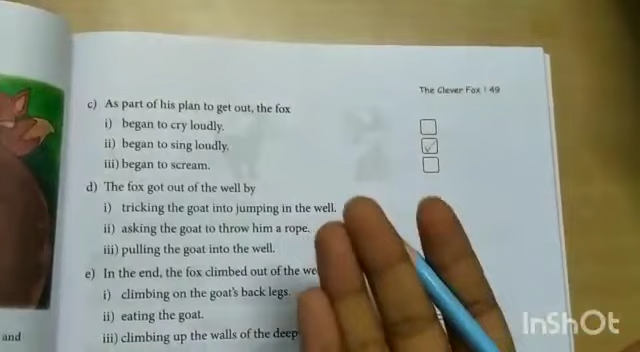 The Clever Fox | 49
c) As part of his plan to get out, the fox
i) began to cry loudly.
ii) began to sing loudly.
iii) began to scream.
d) The fox got out of the well by
i) tricking the goat into jumping in the well.
ii) asking the goat to throw him a rope.
iii) pulling the goat into the well.
e) In the end, the fox climbed out of the we
i) climbing on the goat's back legs.
ii) eating the goat.
iii) climbing up the walls of the deep
and
InShOt